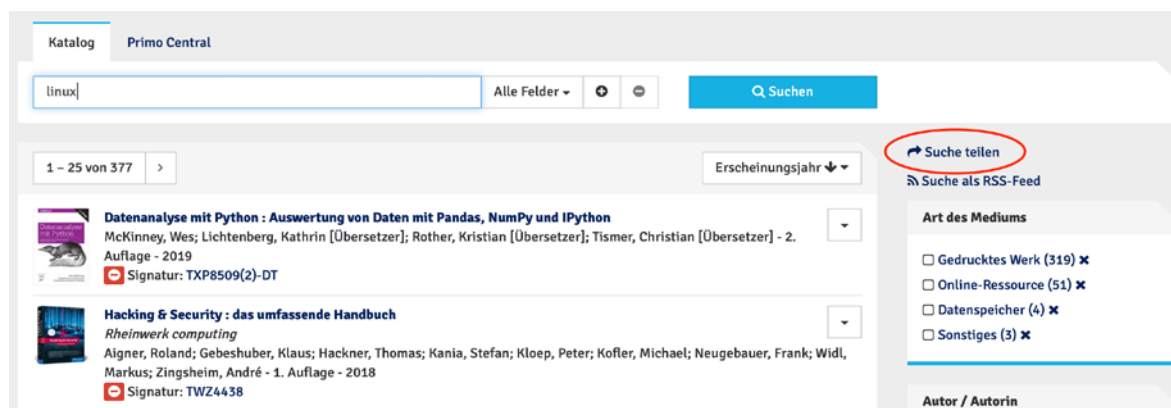 Katalog
Primo Central
linux
Alle Felder
Suchen
1 – 25 von 377
Erscheinungsjahr
Datenanalyse mit Python : Auswertung von Daten mit Pandas, NumPy und IPython
McKinney, Wes; Lichtenberg, Kathrin [Übersetzer]; Rother, Kristian [Übersetzer]; Tismer, Christian [Übersetzer] - 2.
Auflage - 2019
Signatur: TXP8509(2)-DT
Hacking & Security : das umfassende Handbuch
Rheinwerk computing
Aigner, Roland; Gebeshuber, Klaus; Hackner, Thomas; Kania, Stefan; Kloep, Peter; Kofler, Michael; Neugebauer, Frank; Widl,
Markus; Zingsheim, André - 1. Auflage - 2018
Signatur: TWZ4438
Suche teilen
Suche als RSS-Feed
Art des Mediums
Gedrucktes Werk (319)
Online-Ressource (51)
Datenspeicher (4)
Sonstiges (3)
Autor / Autorin